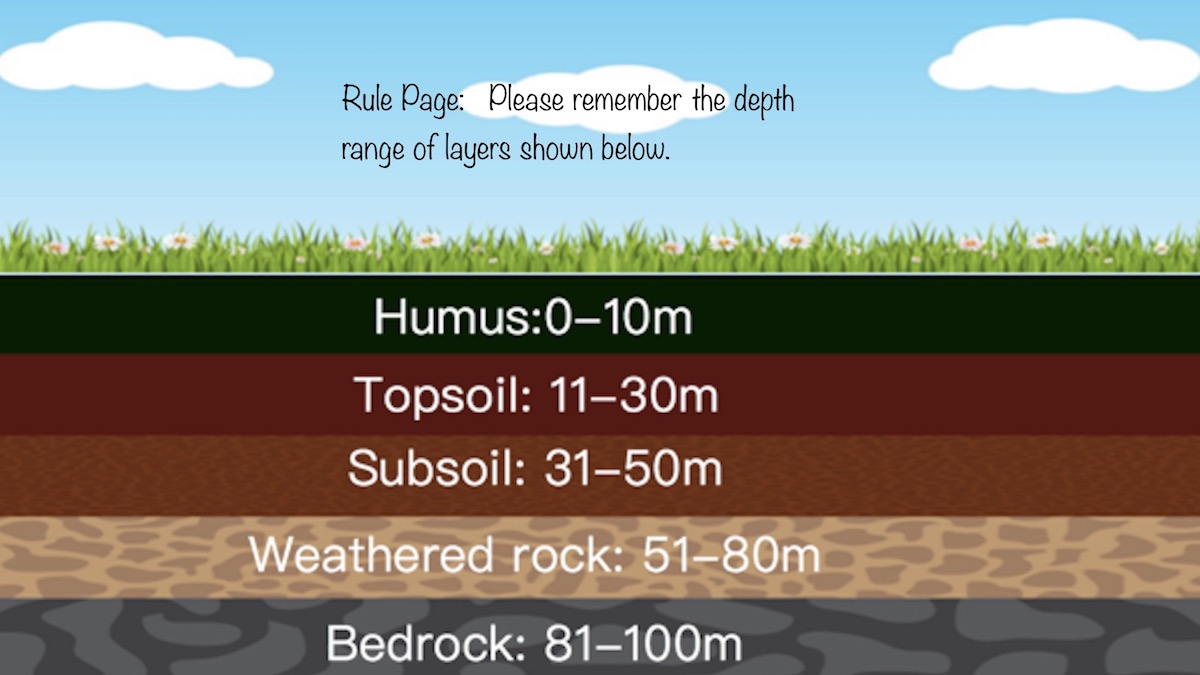 Rule Page:   Please remember the depth
range of layers shown below.
Humus:0–10m
Topsoil: 11–30m
Subsoil: 31–50m
Weathered rock: 51–80m
Bedrock: 81–100m